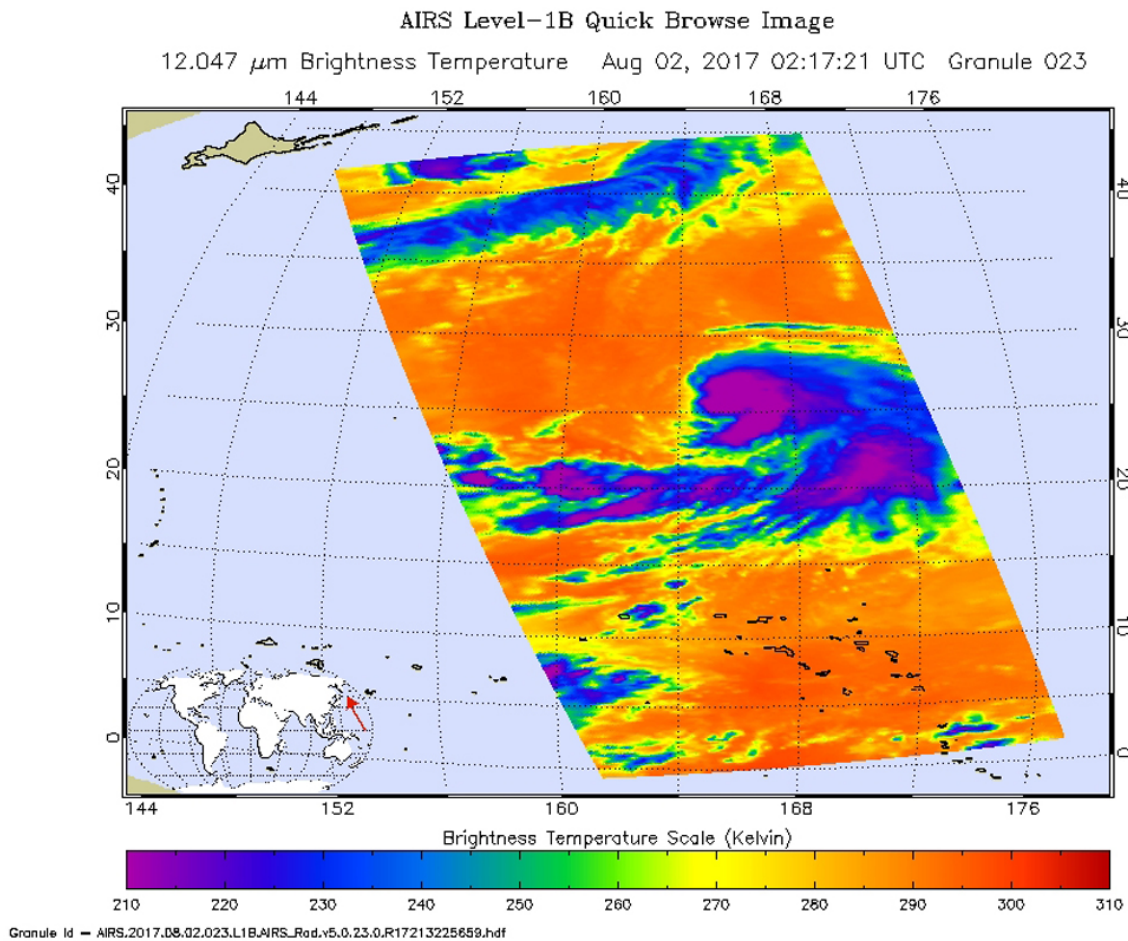 AIRS Level-1B Quick Browse Image
12.047 μm Brightness Temperature Aug 02, 2017 02:17:21 UTC Granule 023
144 152 160 168 176
40 40
30 30
20 20
10 10
0 0
144 152 160 168 176
Brightness Temperature Scale (Kelvin)
210 220 230 240 250 260 270 280 290 300 310
Granule Id - AIRS.2017.08.02.023.L1B.AIRS_Rad.v5.0.23.0.R17213225659.hdf